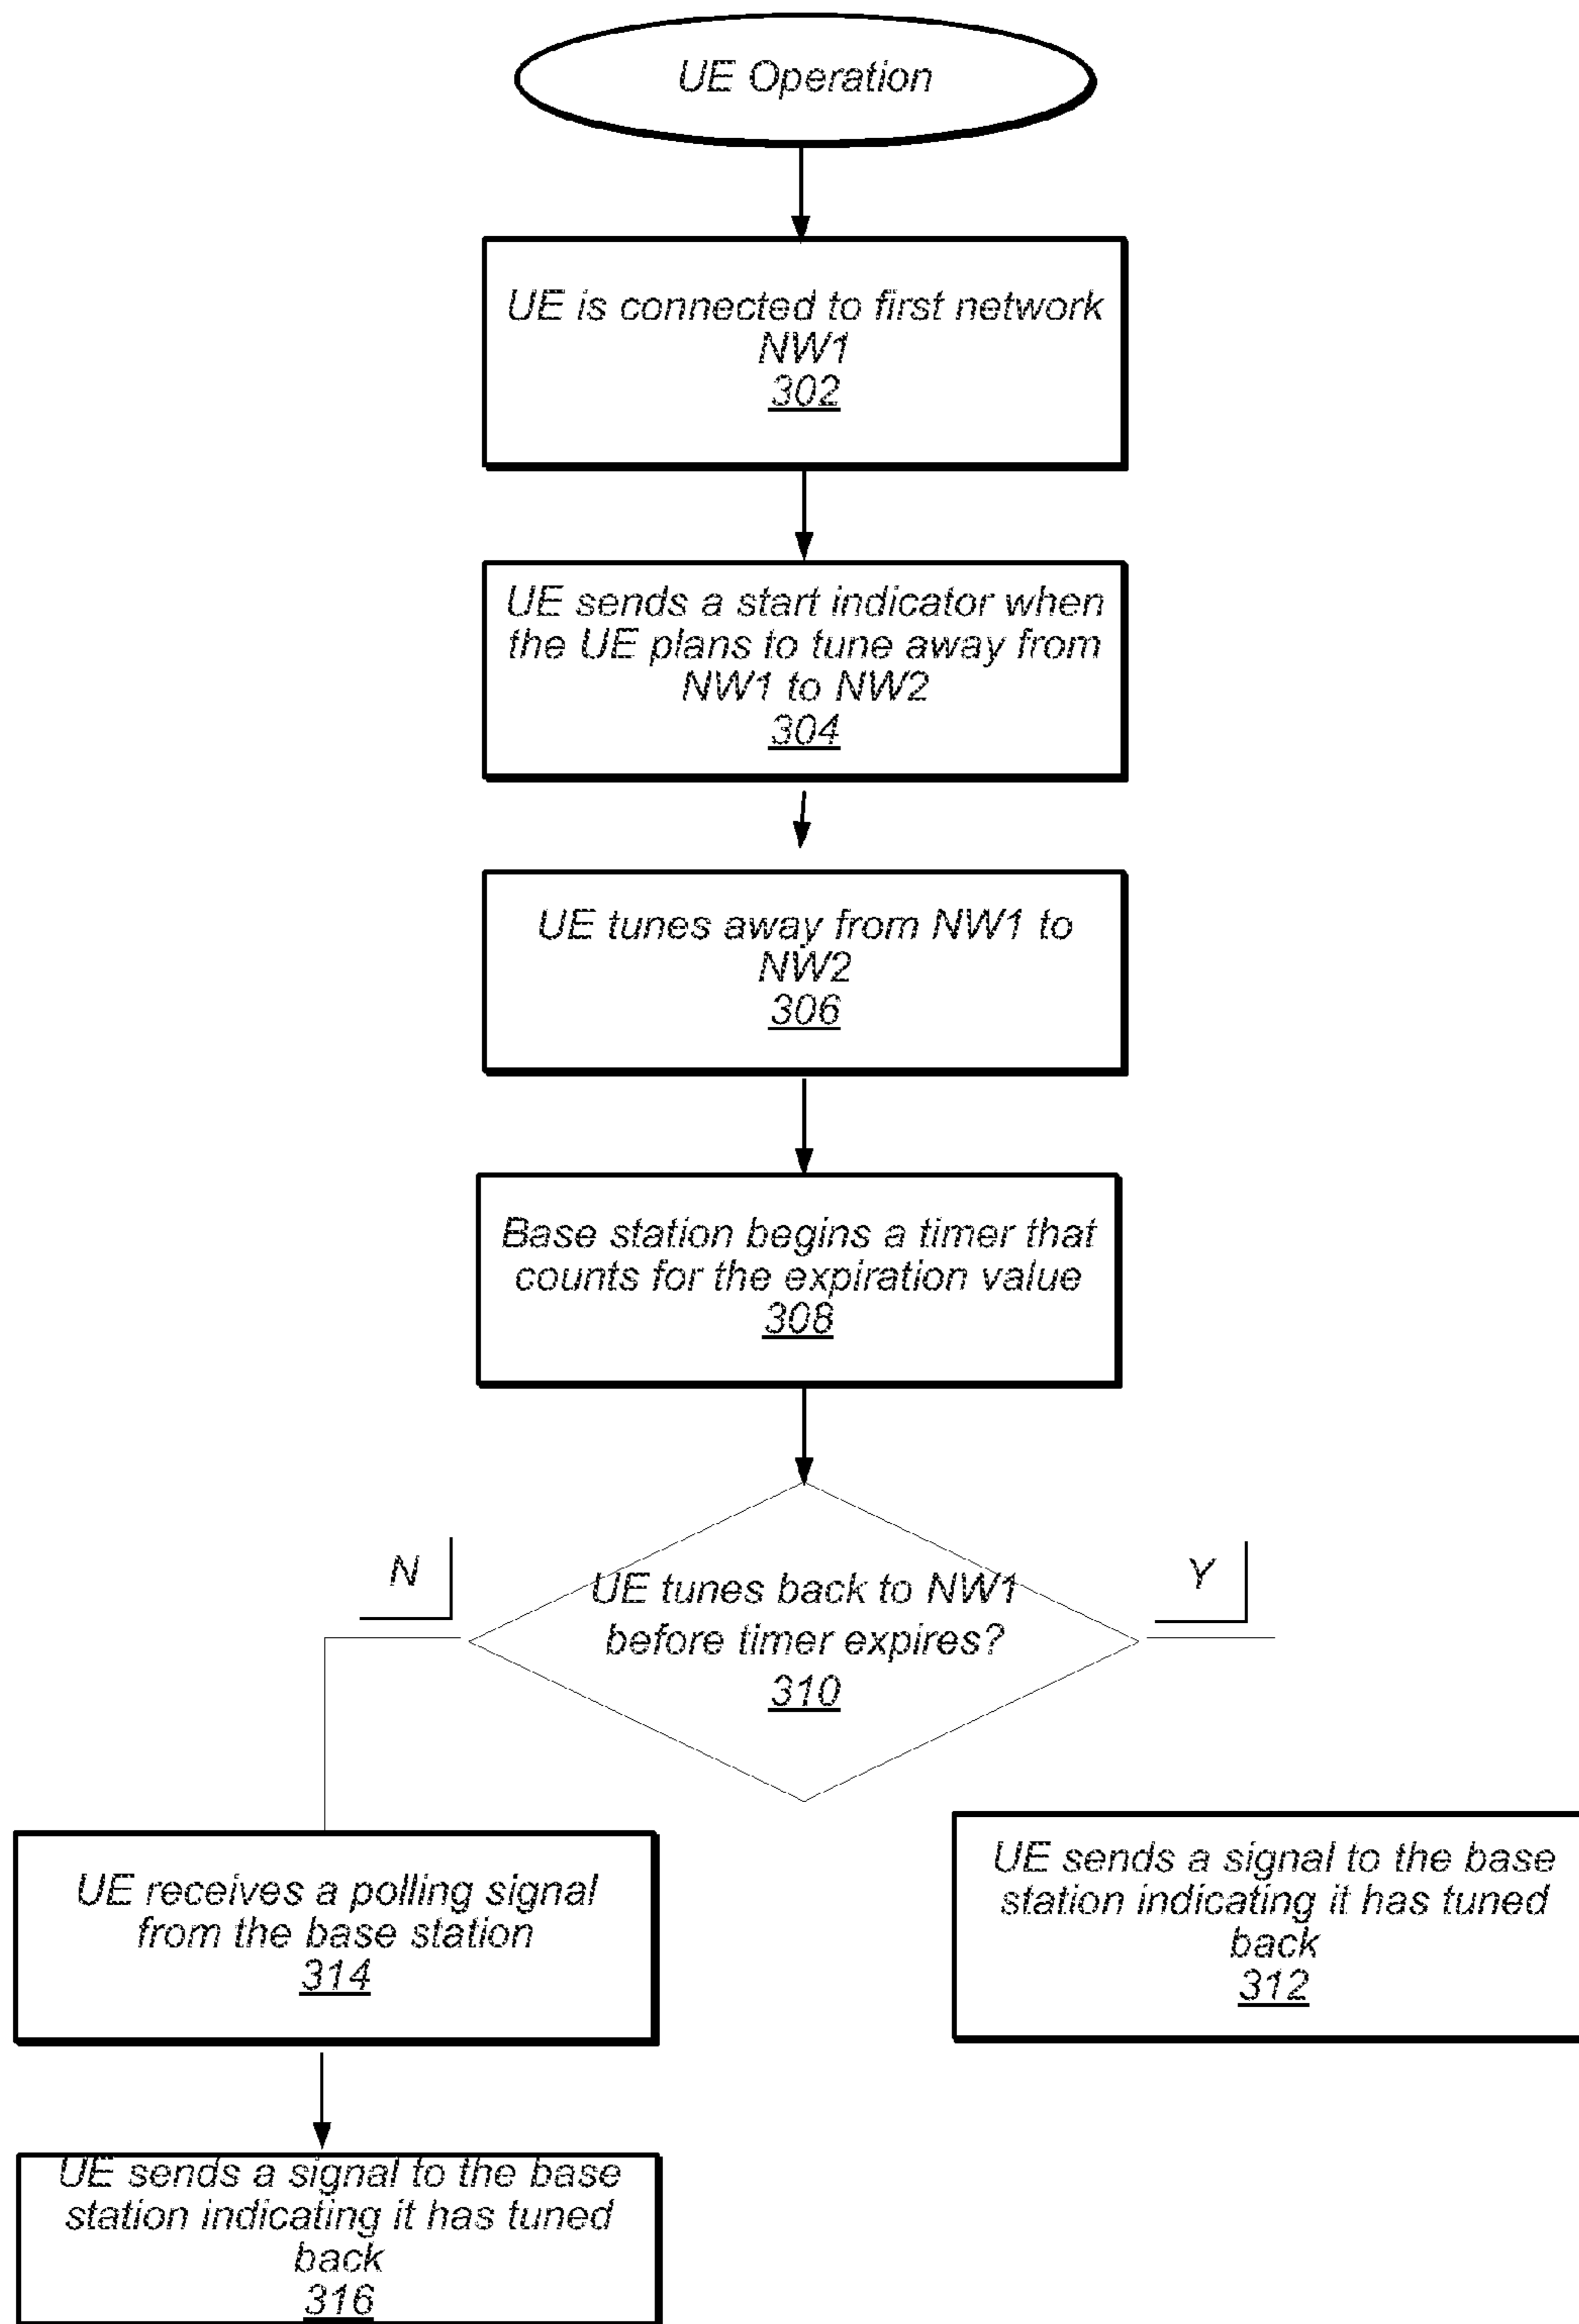 UE Operation
UE is connected to first network
NW1
302
UE sends a start indicator when
the UE plans to tune away from
NW1 to NW2
304
UE tunes away from NW1 to
NW2
306
Base station begins a timer that
counts for the expiration value
308
N
Y
UE tunes back to NW1
before timer expires?
310
UE receives a polling signal
from the base station
314
UE sends a signal to the base
station indicating it has tuned
back
312
UE sends a signal to the base
station indicating it has tuned
back
316